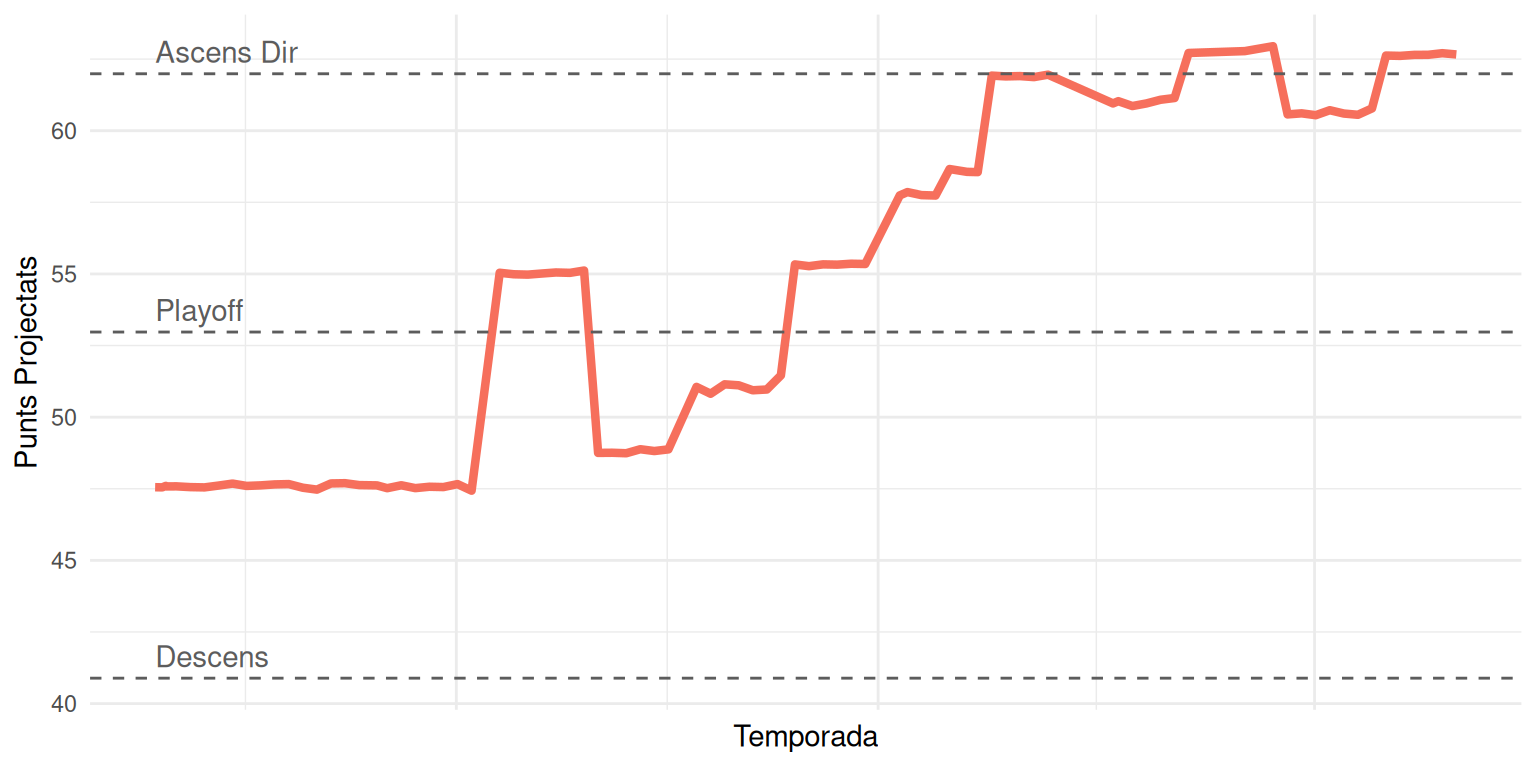 Ascens Dir
60
55
Playoff
50
45
Descens
40
Punts Projectats
Temporada